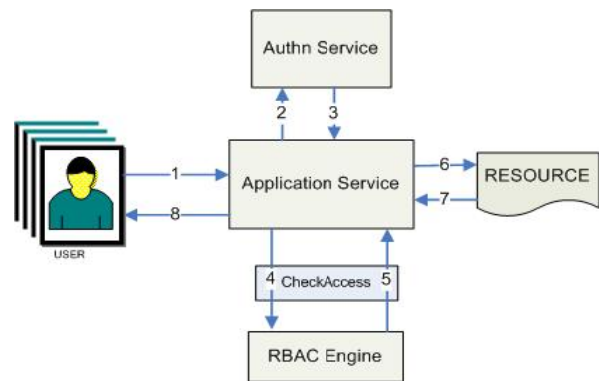 Authn Service
2
3
1
Application Service
6
RESOURCE
8
7
USER
4
CheckAccess
5
RBAC Engine